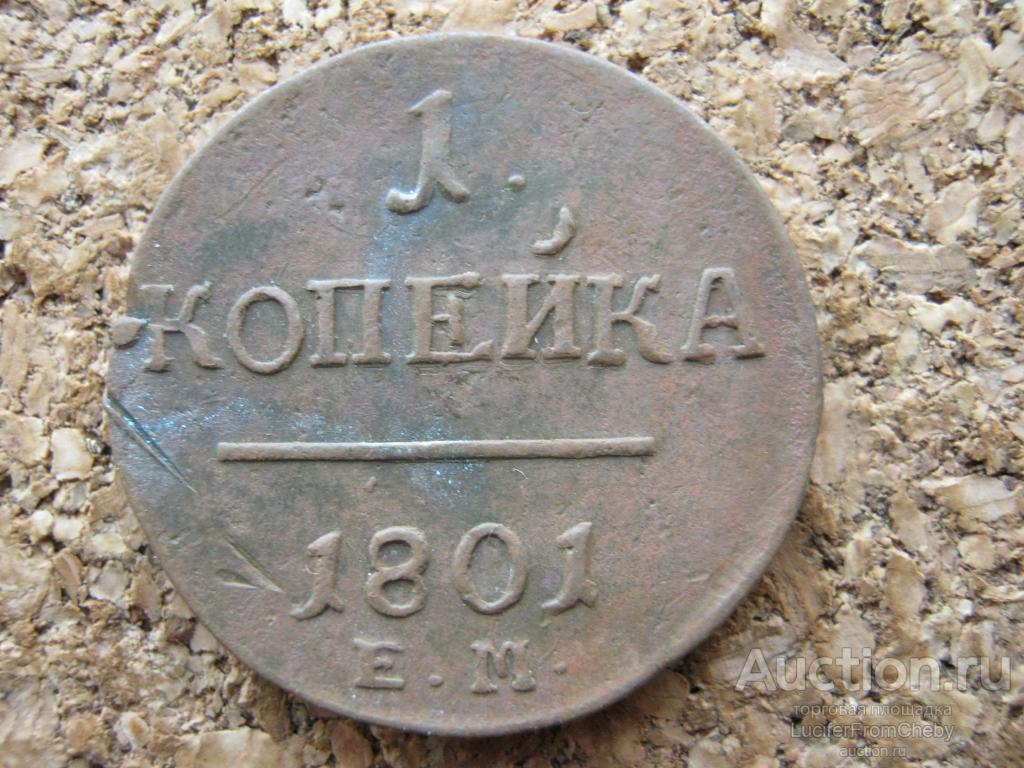 1.
·КОПЕЙКА
1801
Е.М.
Auction.ru
торговая площадка
LuciferFromCheby
auction.ru